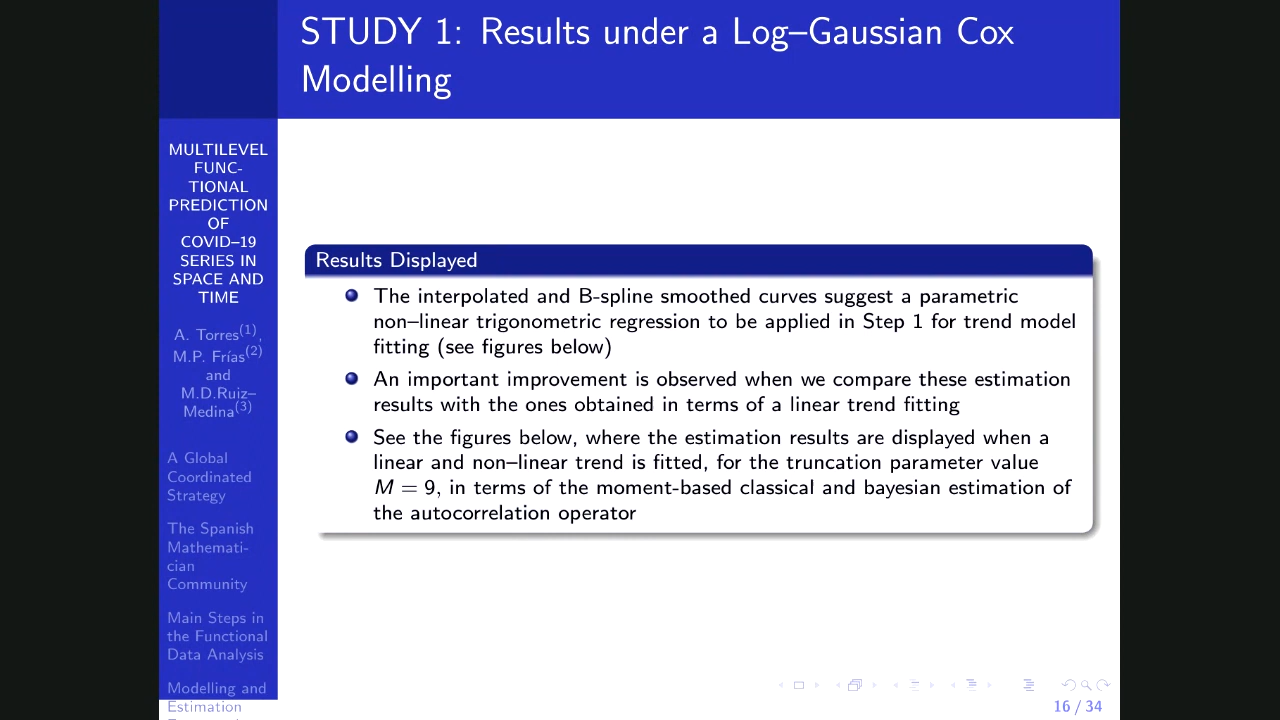 STUDY 1: Results under a Log–Gaussian Cox
Modelling
MULTILEVEL
FUNC-
TIONAL
PREDICTION
OF
COVID–19
SERIES IN
SPACE AND
TIME
A. Torres(1),
M.P. Frías(2)
and
M.D.Ruiz–
Medina(3)
A Global
Coordinated
Strategy
The Spanish
Mathemati-
cian
Community
Main Steps in
the Functional
Data Analysis
Modelling and
Estimation
Results Displayed
The interpolated and B-spline smoothed curves suggest a parametric
non–linear trigonometric regression to be applied in Step 1 for trend model
fitting (see figures below)
An important improvement is observed when we compare these estimation
results with the ones obtained in terms of a linear trend fitting
See the figures below, where the estimation results are displayed when a
linear and non–linear trend is fitted, for the truncation parameter value
M = 9, in terms of the moment-based classical and bayesian estimation of
the autocorrelation operator
16 / 34